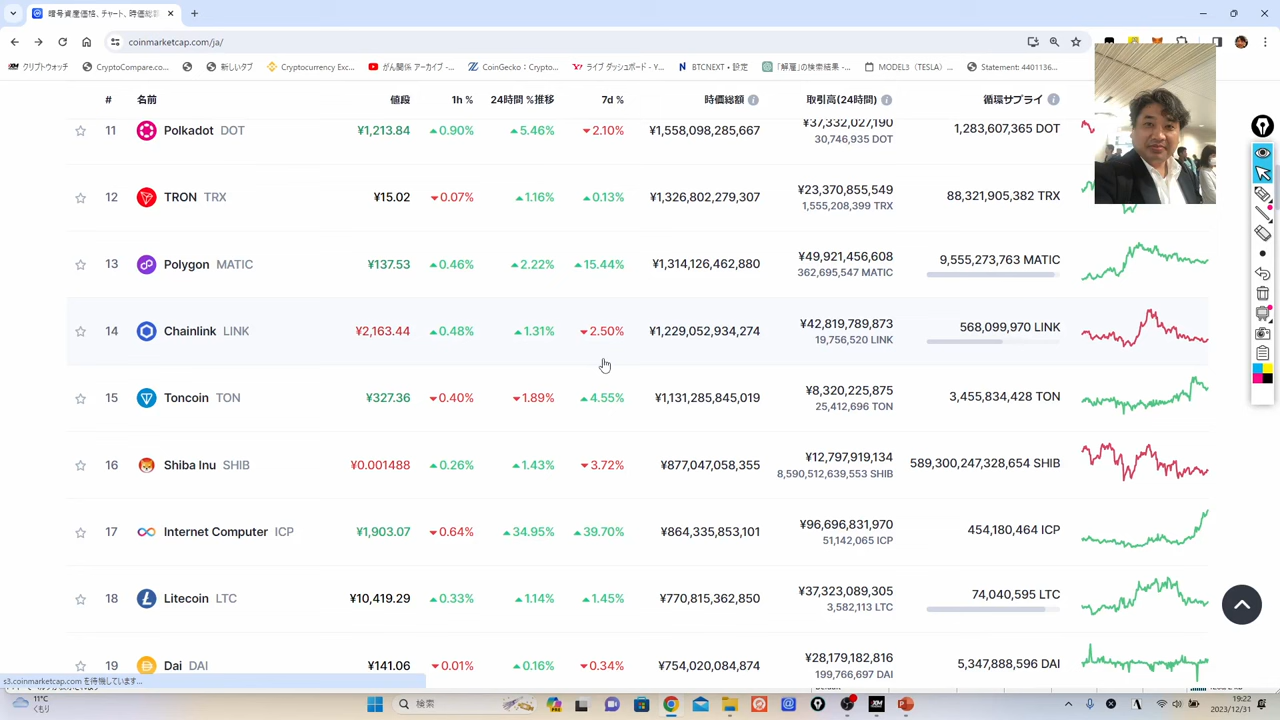 暗号資産価格、チャート、時価総額
coinmarketcap.com/ja/
クリプトウォッチ CryptoCompare.co... 新しいタブ Cryptocurrency Exc... がん関係 アーカイブ -... CoinGecko：Crypto... ライブ ダッシュボード - Y... BTCNEXT • 設定 「解雇」の検索結果 -... MODEL3（TESLA）... Statement: 4401136...
# 名前 値段 1h % 24時間 %推移 7d % 時価総額 取引高(24時間) 循環サプライ
11 Polkadot DOT ¥1,213.84 0.90% 5.46% 2.10% ¥1,558,098,285,667 ¥37,332,027,190 1,283,607,365 DOT
30,746,935 DOT
12 TRON TRX ¥15.02 0.07% 1.16% 0.13% ¥1,326,802,279,307 ¥23,370,855,549 88,321,905,382 TRX
1,555,208,399 TRX
13 Polygon MATIC ¥137.53 0.46% 2.22% 15.44% ¥1,314,126,462,880 ¥49,921,456,608 9,555,273,763 MATIC
362,695,547 MATIC
14 Chainlink LINK ¥2,163.44 0.48% 1.31% 2.50% ¥1,229,052,934,274 ¥42,819,789,873 568,099,970 LINK
19,756,520 LINK
15 Toncoin TON ¥327.36 0.40% 1.89% 4.55% ¥1,131,285,845,019 ¥8,320,225,875 3,455,834,428 TON
25,412,696 TON
16 Shiba Inu SHIB ¥0.001488 0.26% 1.43% 3.72% ¥877,047,058,355 ¥12,797,919,134 589,300,247,328,654 SHIB
8,590,512,639,553 SHIB
17 Internet Computer ICP ¥1,903.07 0.64% 34.95% 39.70% ¥864,335,853,101 ¥96,696,831,970 454,180,464 ICP
51,142,065 ICP
18 Litecoin LTC ¥10,419.29 0.33% 1.14% 1.45% ¥770,815,362,850 ¥37,323,089,305 74,040,595 LTC
3,582,113 LTC
19 Dai DAI ¥141.06 0.01% 0.16% 0.34% ¥754,020,084,874 ¥28,179,182,816 5,347,888,596 DAI
199,766,697 DAI
s3.coinmarketcap.com を待機しています...
11°C
くもり
検索
2023/12/31